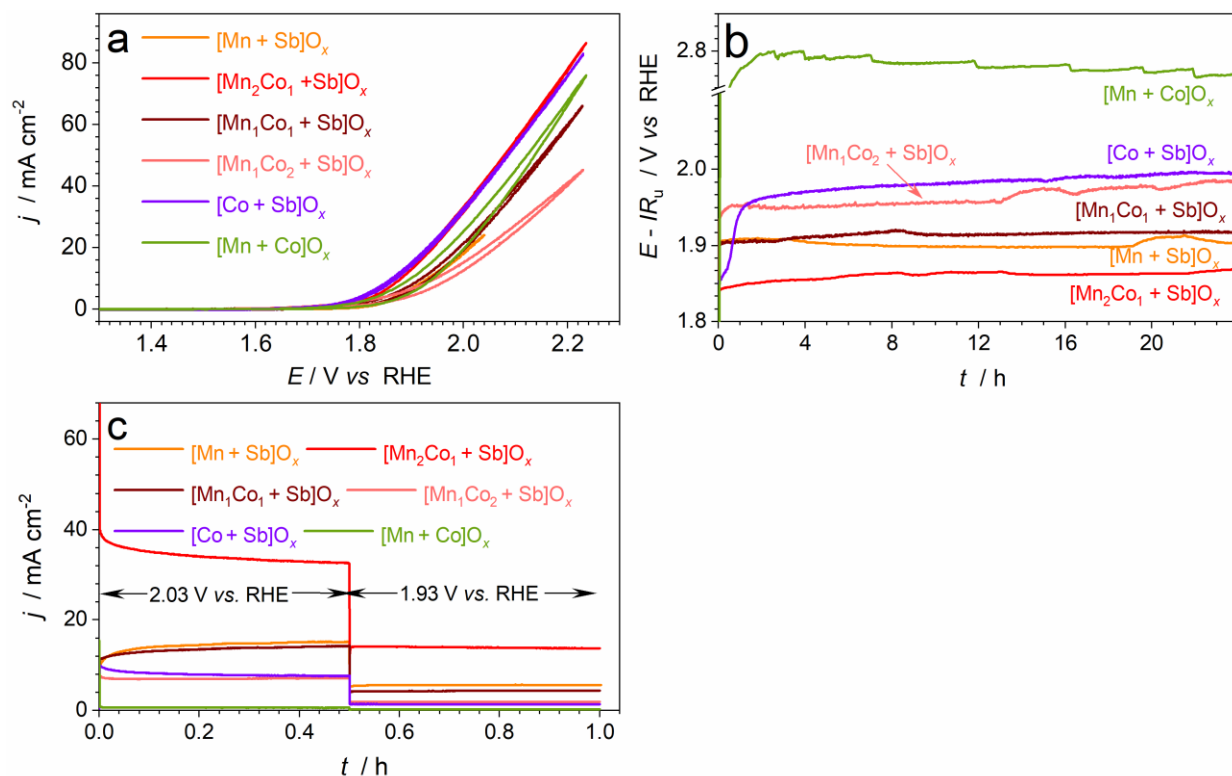 a
[Mn + Sb]Oₓ
[Mn₂Co₁ +Sb]Oₓ
[Mn₁Co₁ + Sb]Oₓ
[Mn₁Co₂ + Sb]Oₓ
[Co + Sb]Oₓ
[Mn + Co]Oₓ
80
60
40
20
0
j / mA cm⁻²
1.4 1.6 1.8 2.0 2.2
E / V vs RHE
b
2.8
2.0
1.9
1.8
E - IRᵤ / V vs RHE
[Mn + Co]Oₓ
[Mn₁Co₂ + Sb]Oₓ
[Co + Sb]Oₓ
[Mn₁Co₁ + Sb]Oₓ
[Mn + Sb]Oₓ
[Mn₂Co₁ + Sb]Oₓ
0 4 8 12 16 20 24
t / h
c
[Mn + Sb]Oₓ [Mn₂Co₁ + Sb]Oₓ
[Mn₁Co₁ + Sb]Oₓ [Mn₁Co₂ + Sb]Oₓ
[Co + Sb]Oₓ [Mn + Co]Oₓ
60
40
20
0
j / mA cm⁻²
2.03 V vs. RHE 1.93 V vs. RHE
0.0 0.2 0.4 0.6 0.8 1.0
t / h